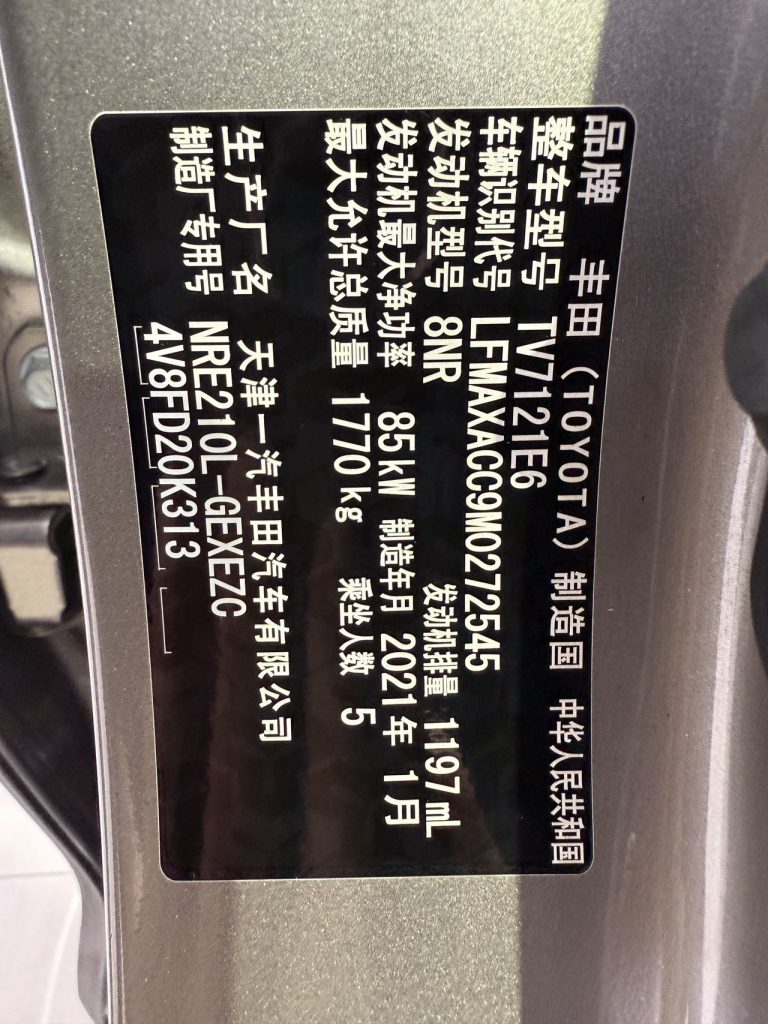 品牌 丰田（TOYOTA）制造国 中华人民共和国
整车型号 TV7121E6
车辆识别代号 LFMAXACC9M0272545
发动机型号 8NR 发动机排量 1197mL
发动机最大净功率 85kW 制造年月 2021年1月
最大允许总质量 1770kg 乘坐人数 5
生产厂名 天津一汽丰田汽车有限公司
制造厂专用号 NRE210L-GEXEZC
4V8FD20K313